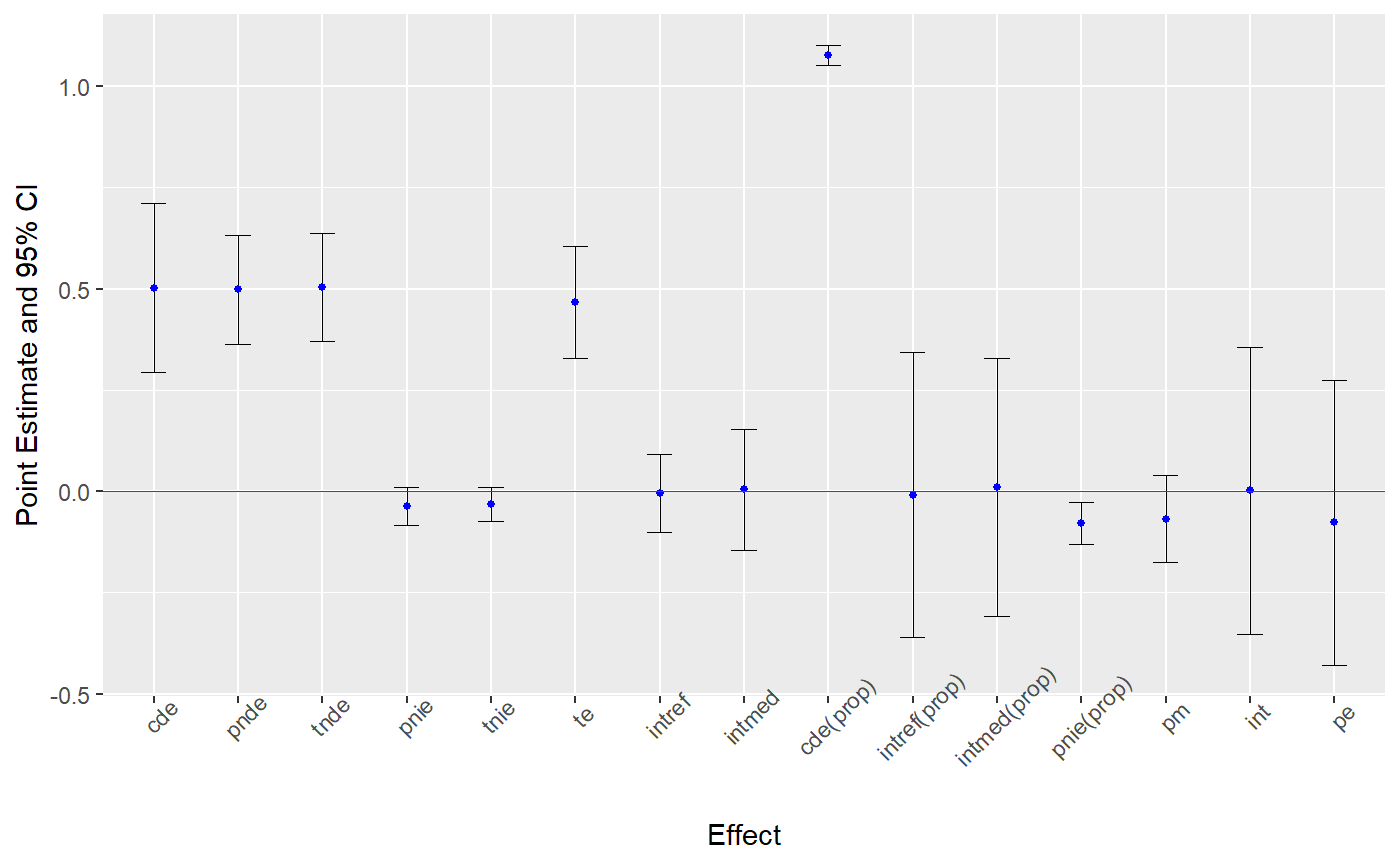 Point Estimate and 95% CI
1.0
0.5
0.0
-0.5
cde
pnde
tnde
pnie
tnie
te
intref
intmed
cde(prop)
intref(prop)
intmed(prop)
pnie(prop)
pm
int
pe
Effect